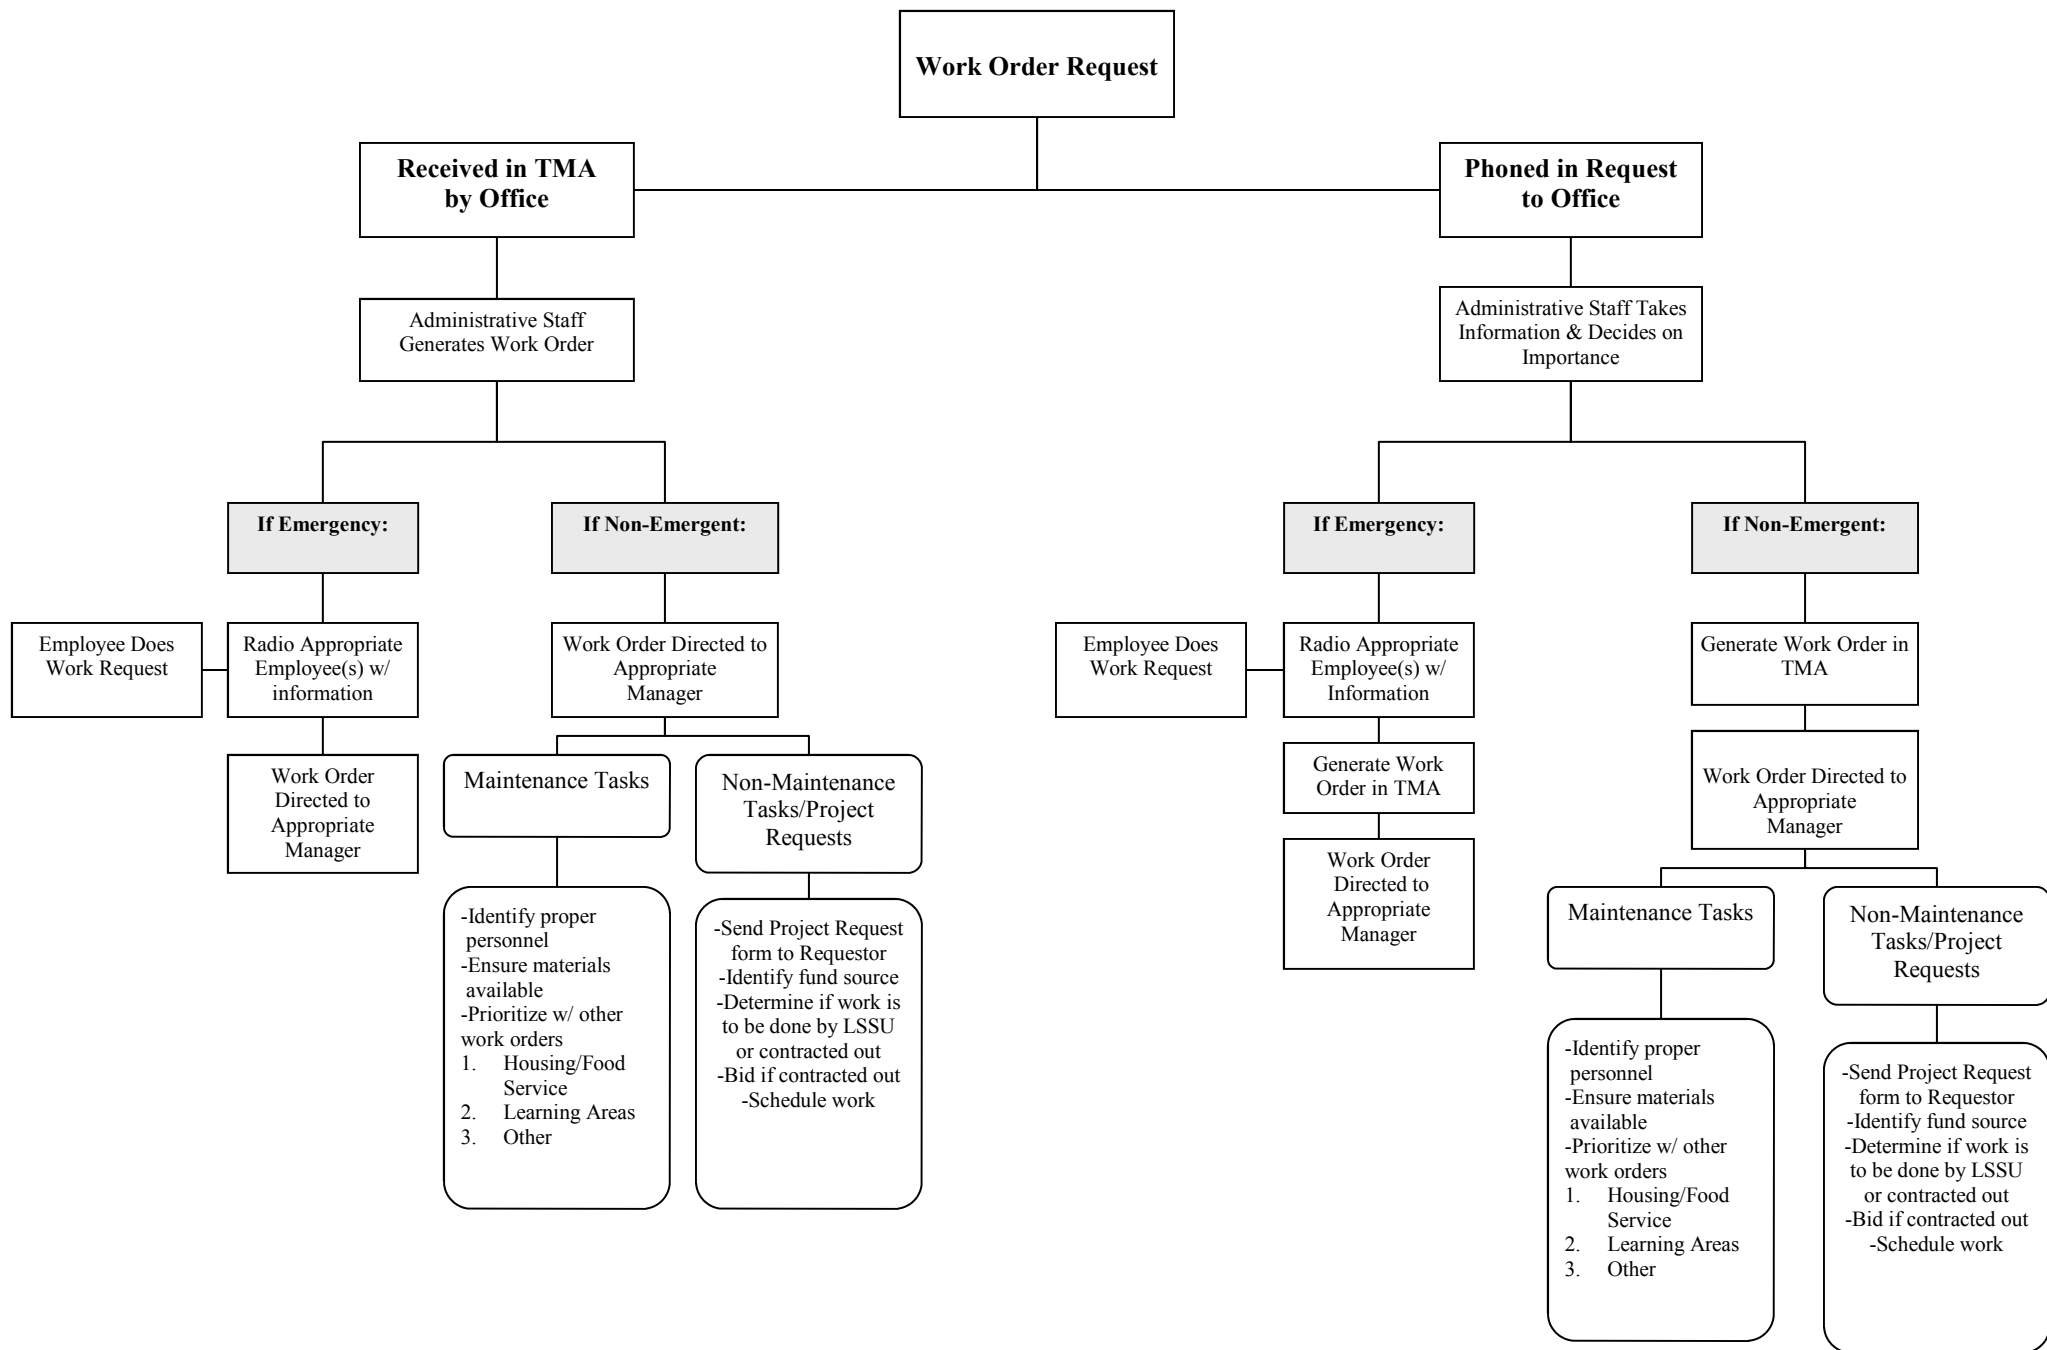 Work Order Request
Received in TMA
by Office
Phoned in Request
to Office
Administrative Staff
Generates Work Order
Administrative Staff Takes
Information & Decides on
Importance
If Emergency:
If Non-Emergent:
If Emergency:
If Non-Emergent:
Employee Does
Work Request
Radio Appropriate
Employee(s) w/
information
Work Order Directed to
Appropriate
Manager
Employee Does
Work Request
Radio Appropriate
Employee(s) w/
Information
Generate Work Order in
TMA
Work Order
Directed to
Appropriate
Manager
Maintenance Tasks
Non-Maintenance
Tasks/Project
Requests
Generate Work
Order in TMA
Work Order Directed to
Appropriate
Manager
Work Order
Directed to
Appropriate
Manager
Maintenance Tasks
Non-Maintenance
Tasks/Project
Requests
-Identify proper
personnel
-Ensure materials
available
-Prioritize w/ other
work orders
1. Housing/Food
Service
2. Learning Areas
3. Other
-Send Project Request
form to Requestor
-Identify fund source
-Determine if work is
to be done by LSSU
or contracted out
-Bid if contracted out
-Schedule work
-Identify proper
personnel
-Ensure materials
available
-Prioritize w/ other
work orders
1. Housing/Food
Service
2. Learning Areas
3. Other
-Send Project Request
form to Requestor
-Identify fund source
-Determine if work is
to be done by LSSU
or contracted out
-Bid if contracted out
-Schedule work